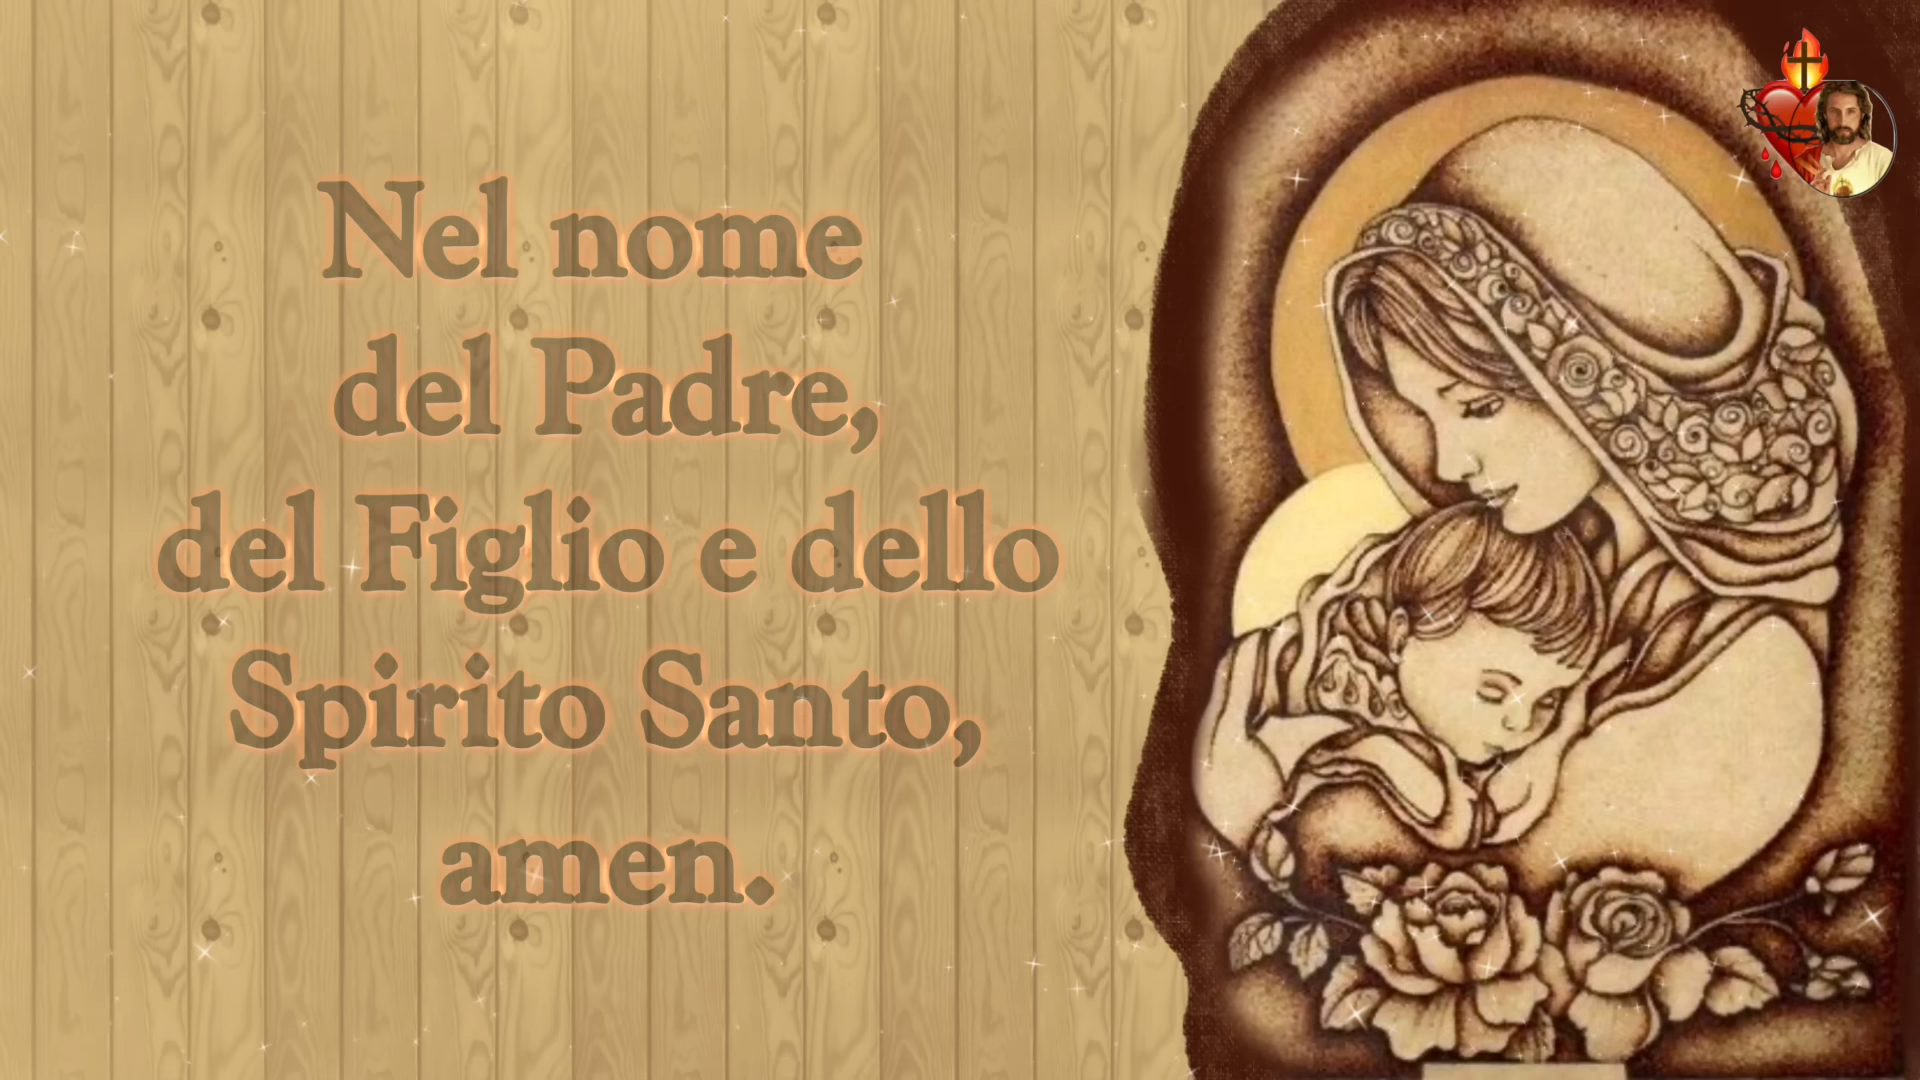 Nel nome
del Padre,
del Figlio e dello
Spirito Santo,
amen.